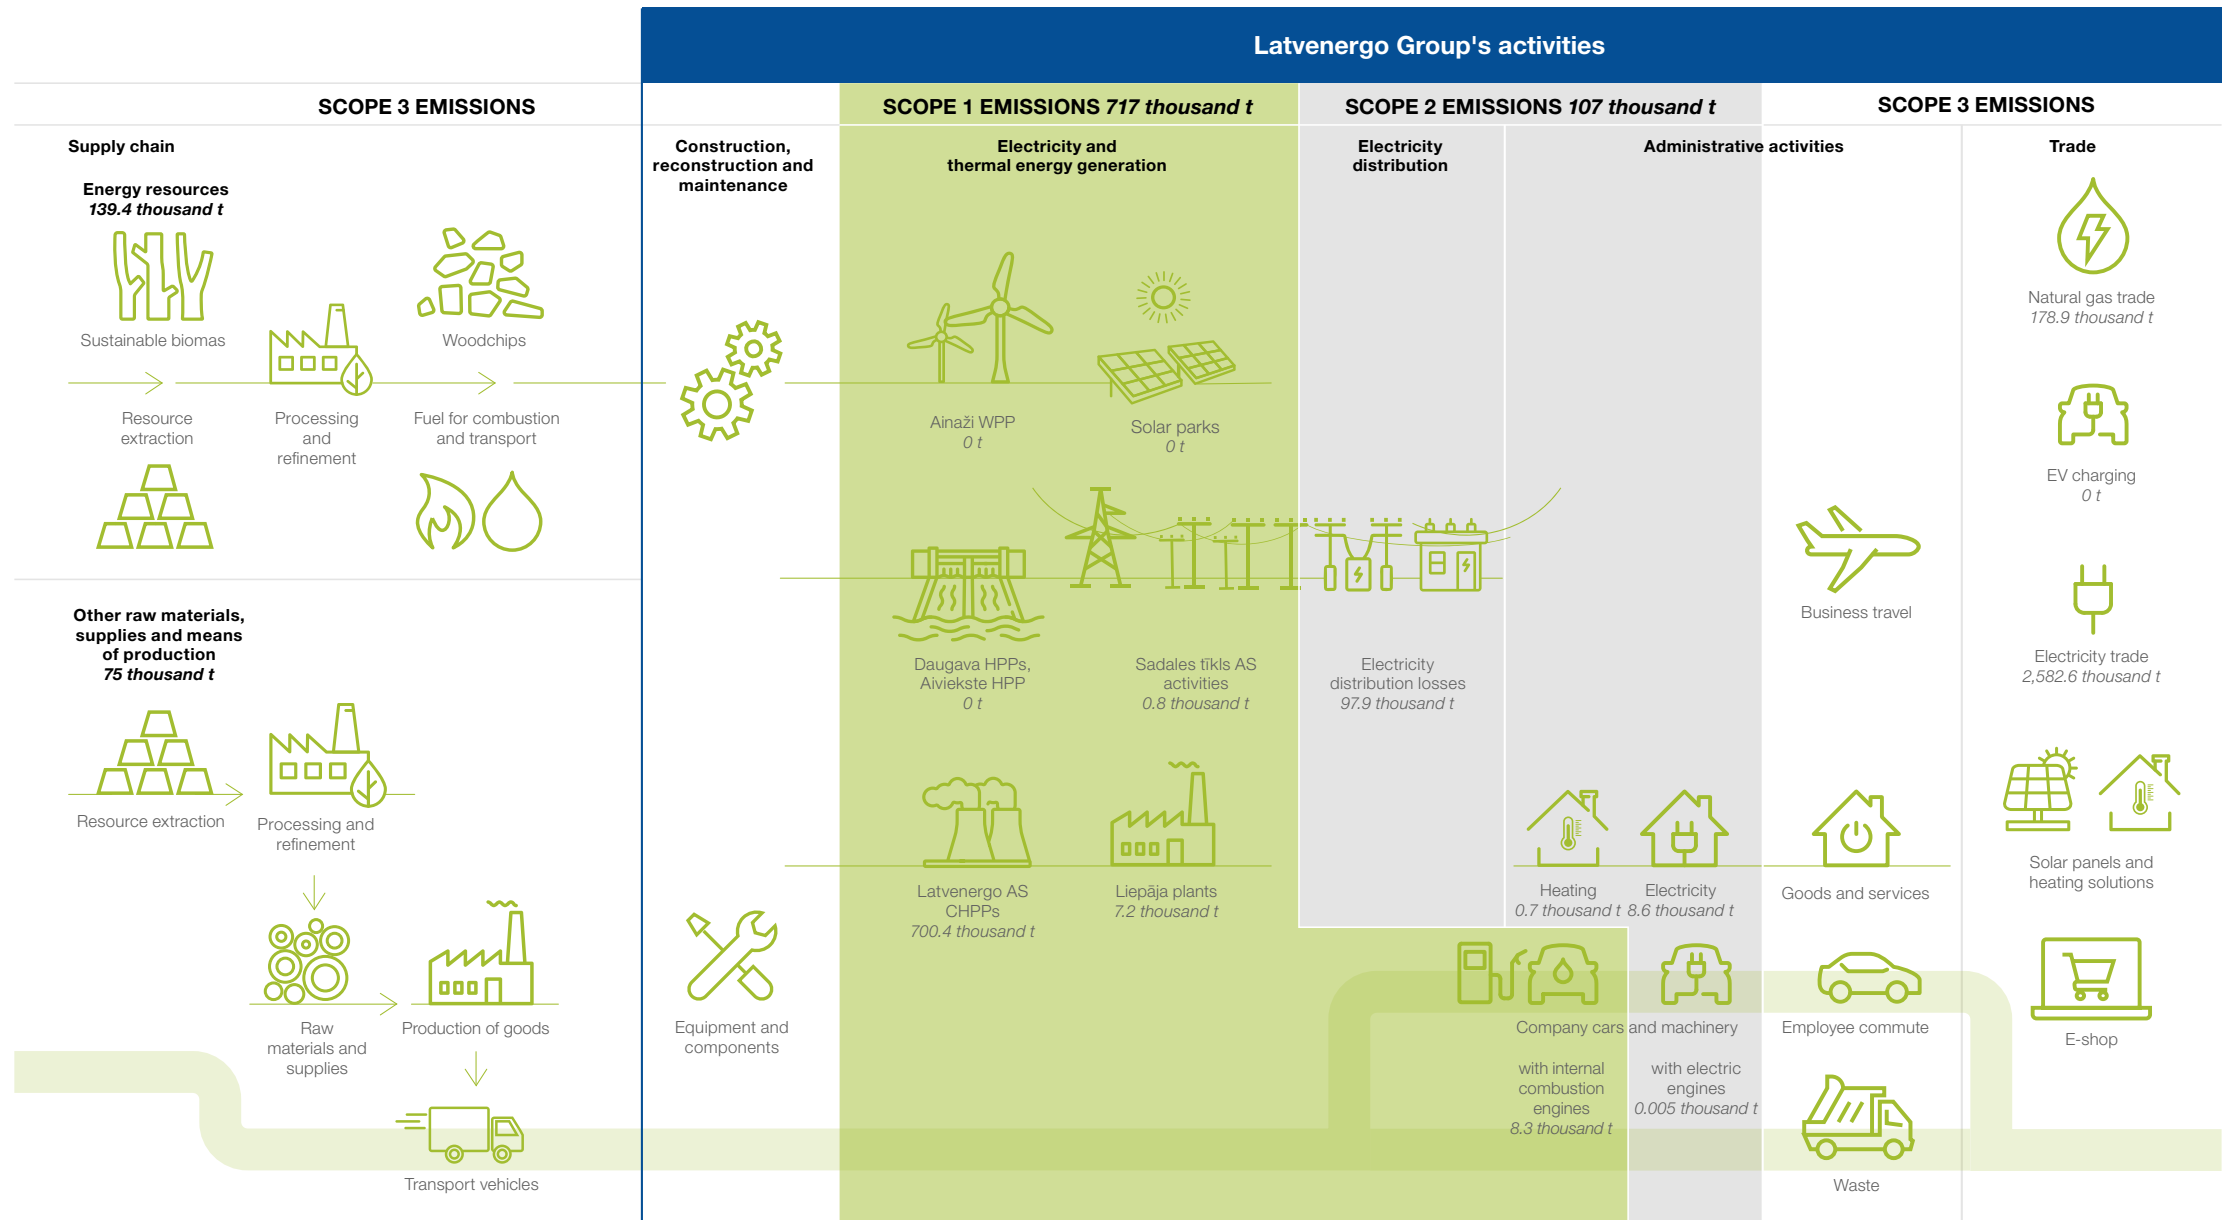 Latvenergo Group's activities
SCOPE 3 EMISSIONS
SCOPE 1 EMISSIONS 717 thousand t
SCOPE 2 EMISSIONS 107 thousand t
SCOPE 3 EMISSIONS
Supply chain
Energy resources
139.4 thousand t
Sustainable biomas
Woodchips
Resource
extraction
Processing
and
refinement
Fuel for combustion
and transport
Other raw materials,
supplies and means
of production
75 thousand t
Resource extraction
Processing and
refinement
Raw
materials and
supplies
Production of goods
Transport vehicles
Construction,
reconstruction and
maintenance
Equipment and
components
Electricity and
thermal energy generation
Ainaži WPP
0 t
Solar parks
0 t
Daugava HPPs,
Aiviekste HPP
0 t
Sadales tīkls AS
activities
0.8 thousand t
Latvenergo AS
CHPPs
700.4 thousand t
Liepāja plants
7.2 thousand t
Electricity
distribution
Electricity
distribution losses
97.9 thousand t
Administrative activities
Heating
0.7 thousand t
Electricity
8.6 thousand t
Company cars and machinery
with internal
combustion
engines
8.3 thousand t
with electric
engines
0.005 thousand t
Business travel
Goods and services
Employee commute
Waste
Trade
Natural gas trade
178.9 thousand t
EV charging
0 t
Electricity trade
2,582.6 thousand t
Solar panels and
heating solutions
E-shop